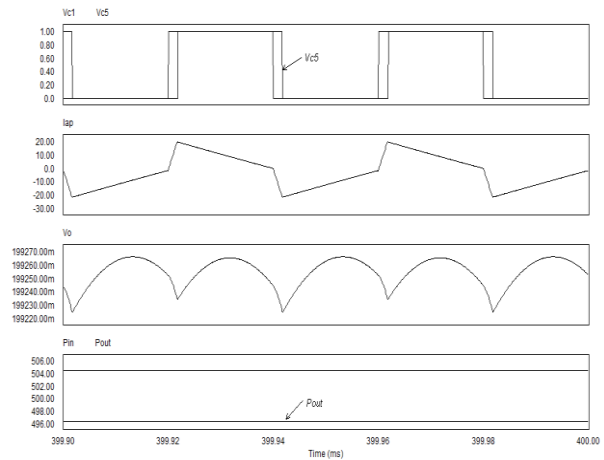 Vc1 Vc5
1.00
0.80
0.60
0.40
0.20
0.0
Vc5
Iap
20.00
10.00
0.0
-10.00
-20.00
-30.00
Vo
199270.00m
199260.00m
199250.00m
199240.00m
199230.00m
199220.00m
Pin Pout
506.00
504.00
502.00
500.00
498.00
496.00
Pout
399.90 399.92 399.94 399.96 399.98 400.00
Time (ms)